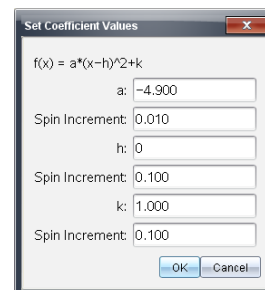 Set Coefficient Values
f(x) = a*(x−h)^2+k
a: −4.900
Spin Increment: 0.010
h: 0
Spin Increment: 0.100
k: 1.000
Spin Increment: 0.100
OK Cancel